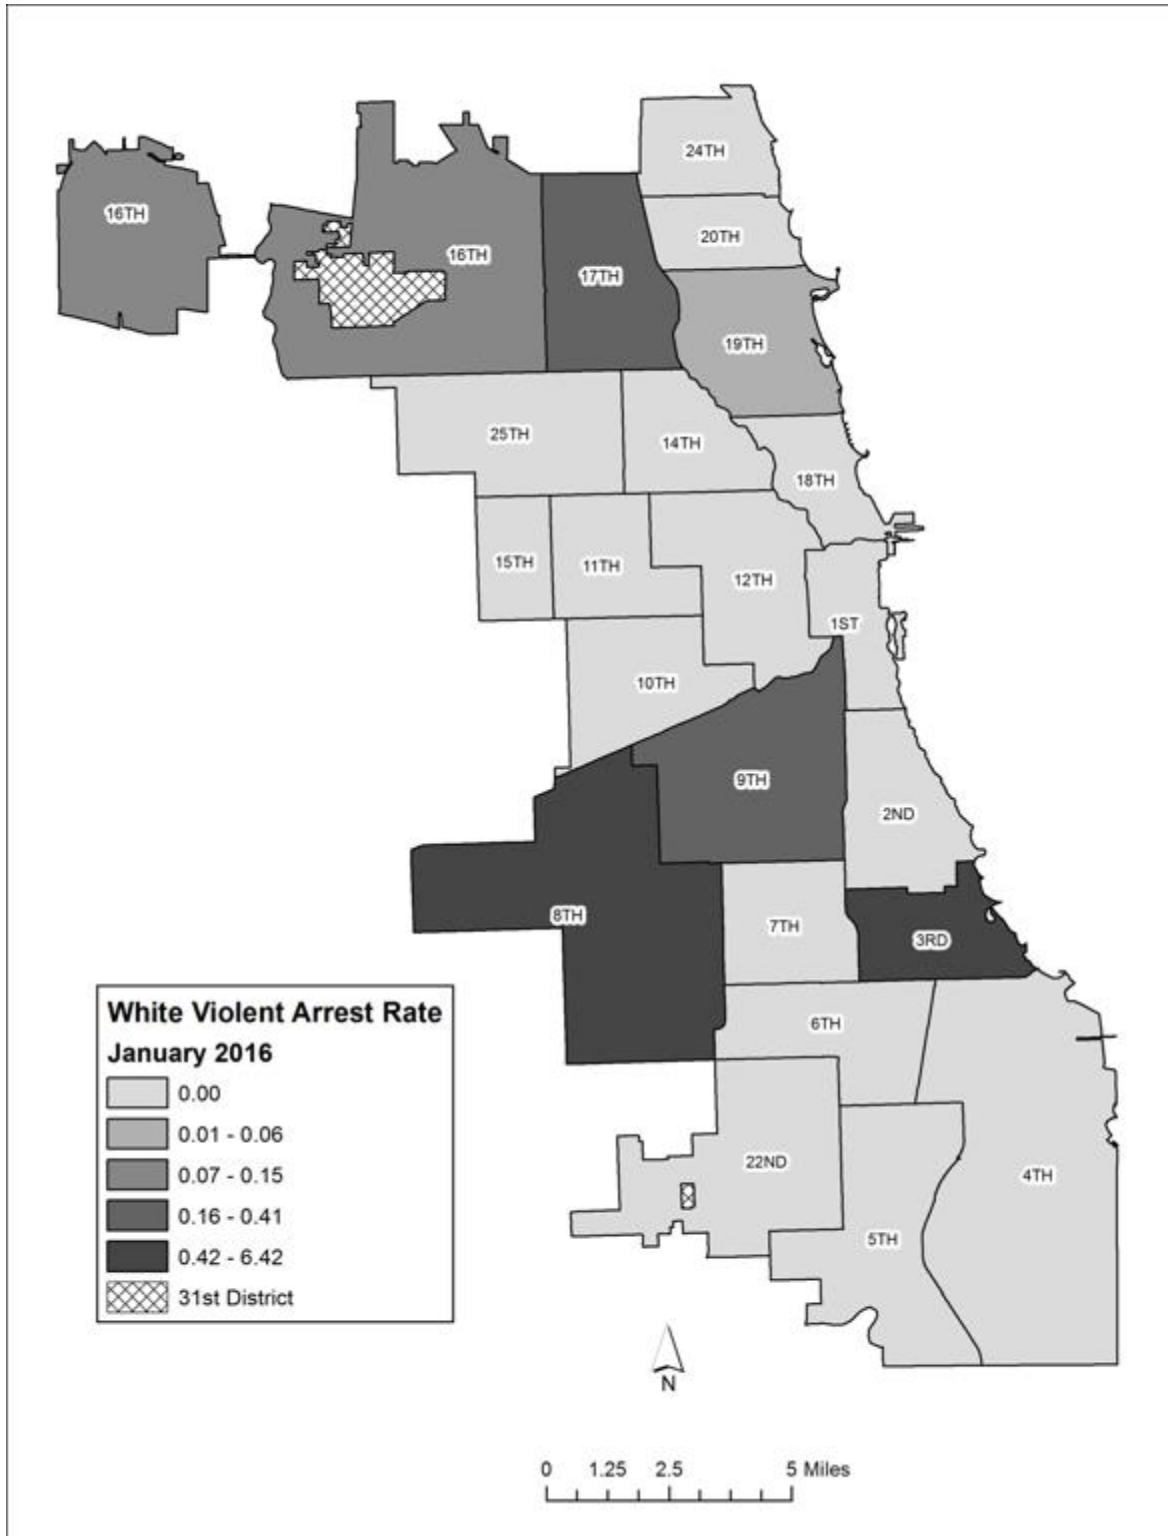 24TH
16TH
20TH
16TH
17TH
19TH
25TH
14TH
18TH
15TH
11TH
12TH
1ST
10TH
9TH
2ND
8TH
7TH
3RD
6TH
22ND
4TH
5TH
White Violent Arrest Rate
January 2016
0.00
0.01 - 0.06
0.07 - 0.15
0.16 - 0.41
0.42 - 6.42
31st District
N
0 1.25 2.5 5 Miles